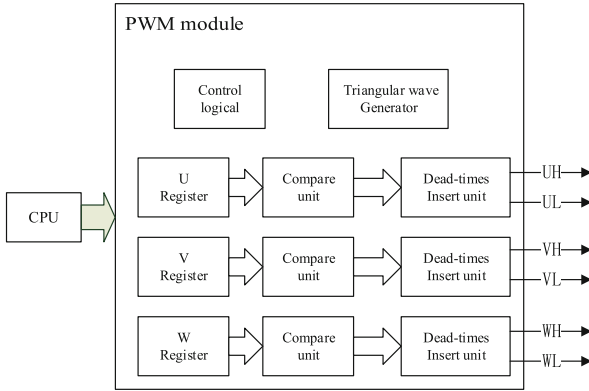 PWM module
Control
logical
Triangular wave
Generator
U
Register
Compare
unit
Dead-times
Insert unit
UH
UL
CPU
V
Register
Compare
unit
Dead-times
Insert unit
VH
VL
W
Register
Compare
unit
Dead-times
Insert unit
WH
WL